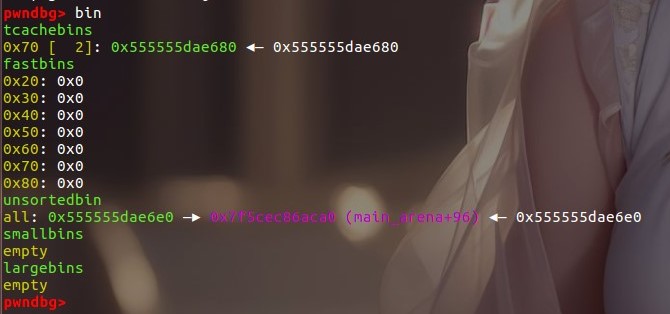 pwndbg> bin
tcachebins
0x70 [  2]: 0x555555dae680 ◂— 0x555555dae680
fastbins
0x20: 0x0
0x30: 0x0
0x40: 0x0
0x50: 0x0
0x60: 0x0
0x70: 0x0
0x80: 0x0
unsortedbin
all: 0x555555dae6e0 —▸ 0x7f5cec86aca0 (main_arena+96) ◂— 0x555555dae6e0
smallbins
empty
largebins
empty
pwndbg>